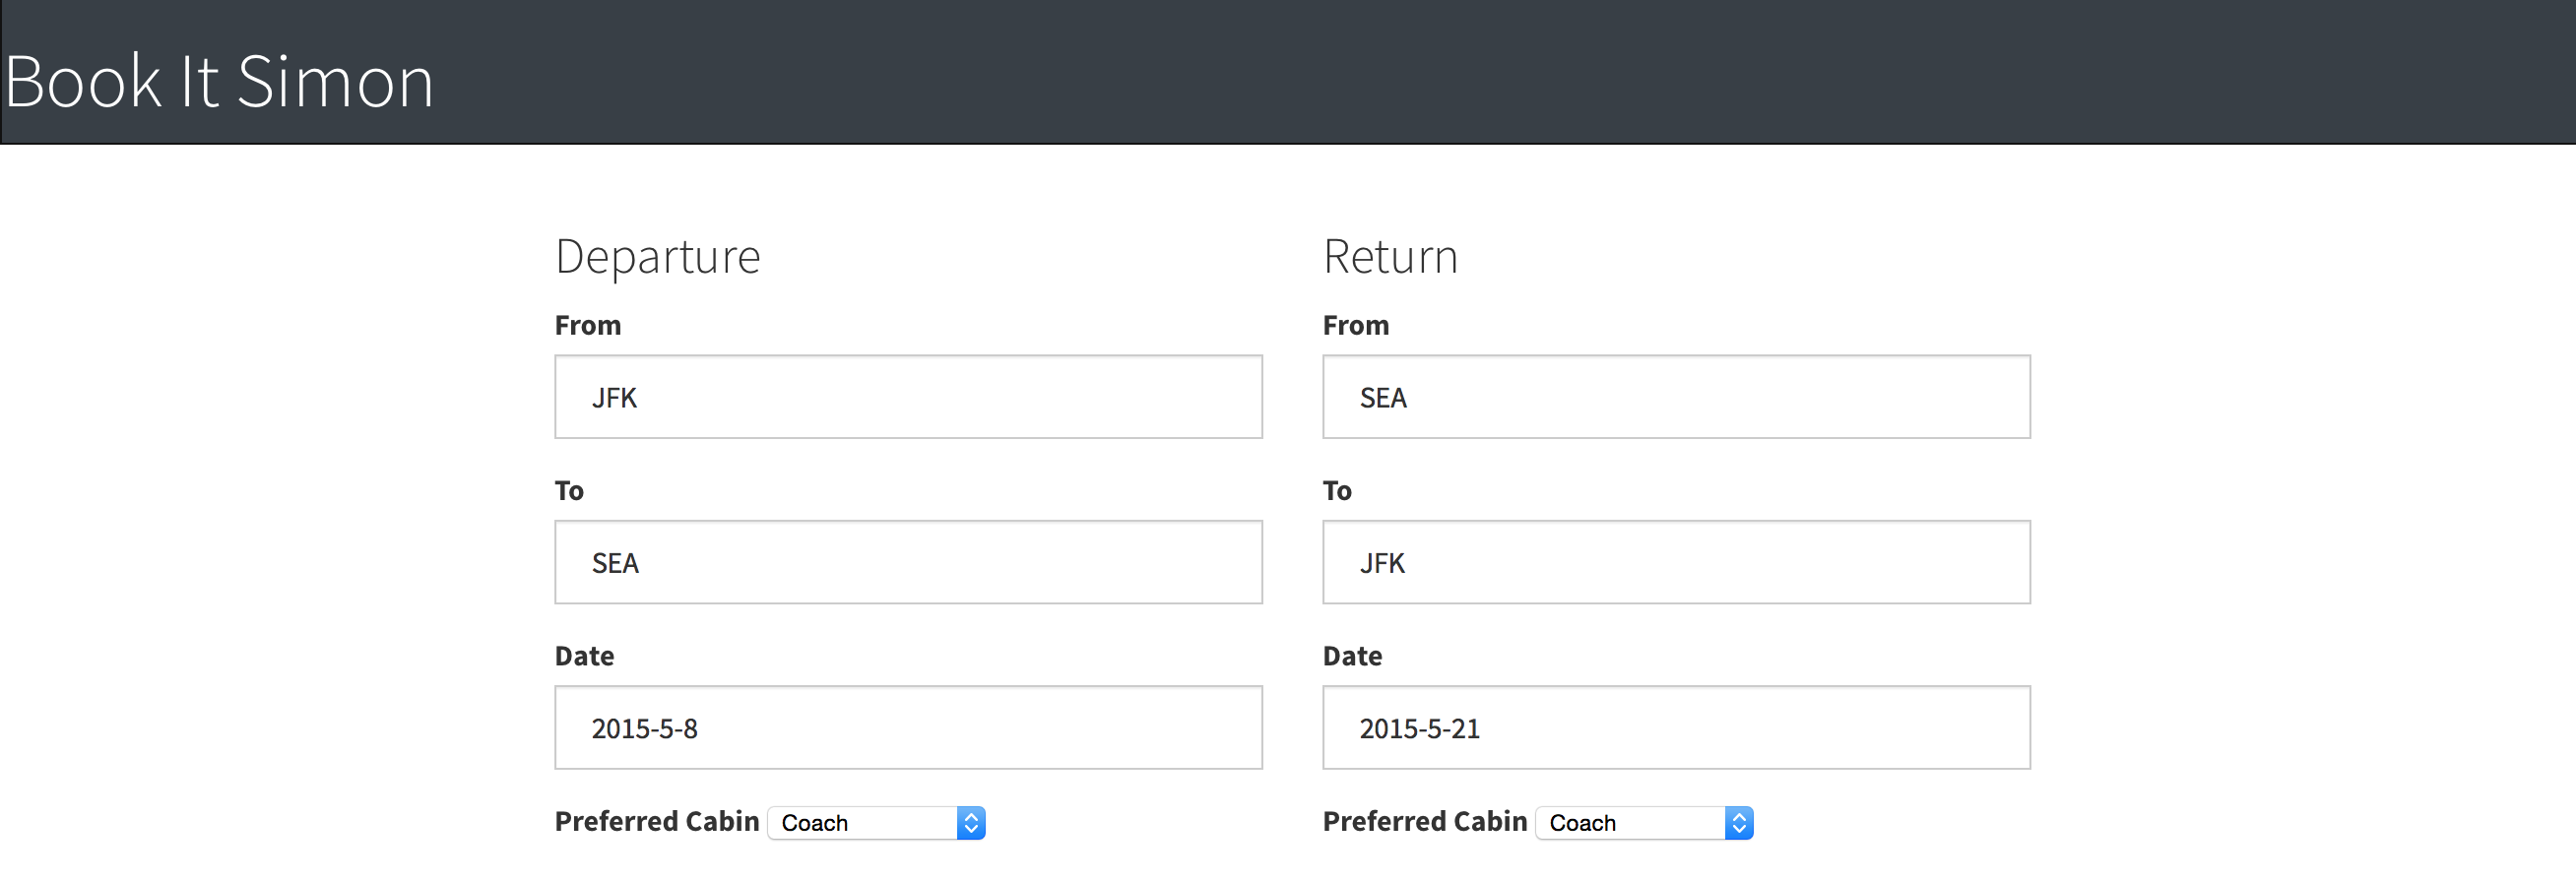 Book It Simon
Departure
From
JFK
To
SEA
Date
2015-5-8
Preferred Cabin Coach
Return
From
SEA
To
JFK
Date
2015-5-21
Preferred Cabin Coach